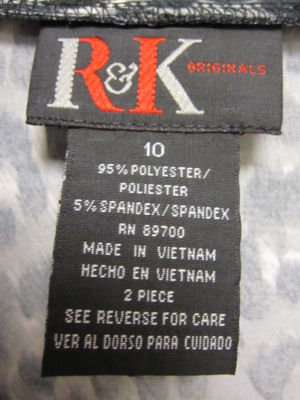 R&K ORIGINALS
10
95% POLYESTER/
POLIESTER
5% SPANDEX/SPANDEX
RN 89700
MADE IN VIETNAM
HECHO EN VIETNAM
2 PIECE
SEE REVERSE FOR CARE
VER AL DORSO PARA CUIDADO